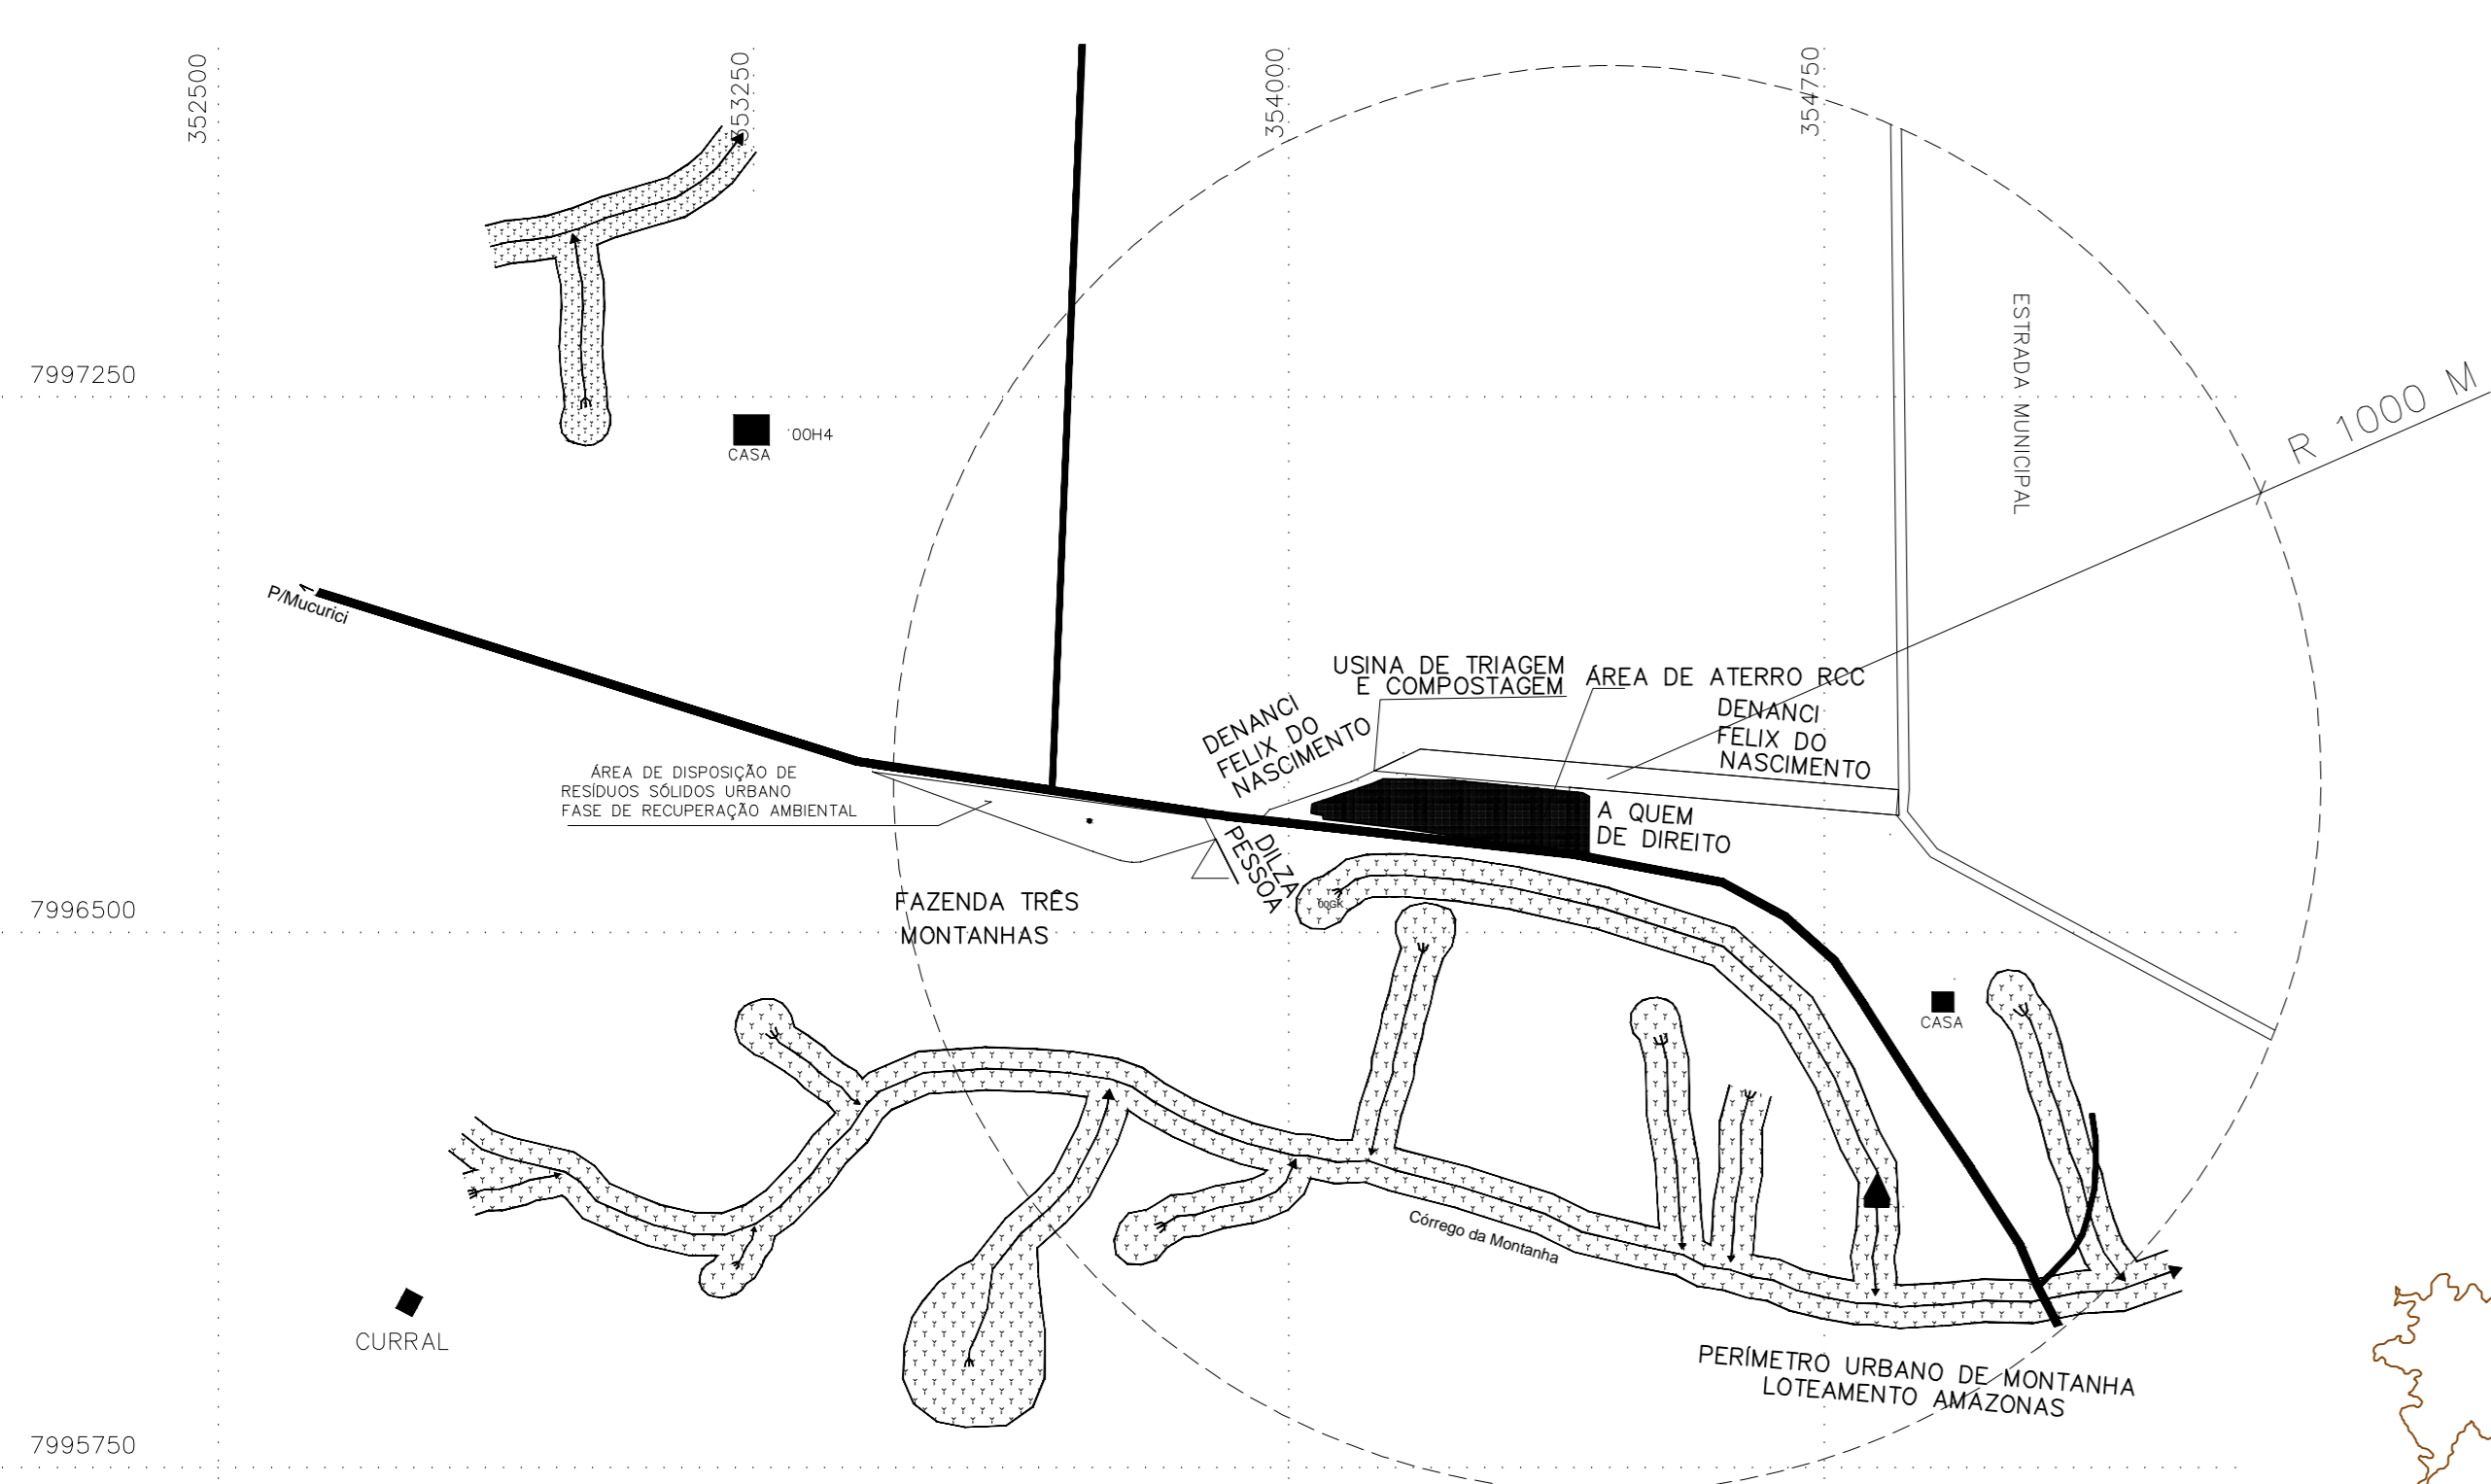 352500
353250
354000
354750
ESTRADA MUNICIPAL
7997250
R 1000 M
00H4
CASA
P/Mucurici
USINA DE TRIAGEM
E COMPOSTAGEM
ÁREA DE ATERRO RCC
DENANCI
FELIX DO
NASCIMENTO
DENANCI
FELIX DO
NASCIMENTO
ÁREA DE DISPOSIÇÃO DE
RESÍDUOS SÓLIDOS URBANO
FASE DE RECUPERAÇÃO AMBIENTAL
A QUEM
DE DIREITO
DILZA
PESSOA
FAZENDA TRÊS
MONTANHAS
00GK
7996500
CASA
Córrego da Montanha
CURRAL
PERÍMETRO URBANO DE MONTANHA
LOTEAMENTO AMAZONAS
7995750